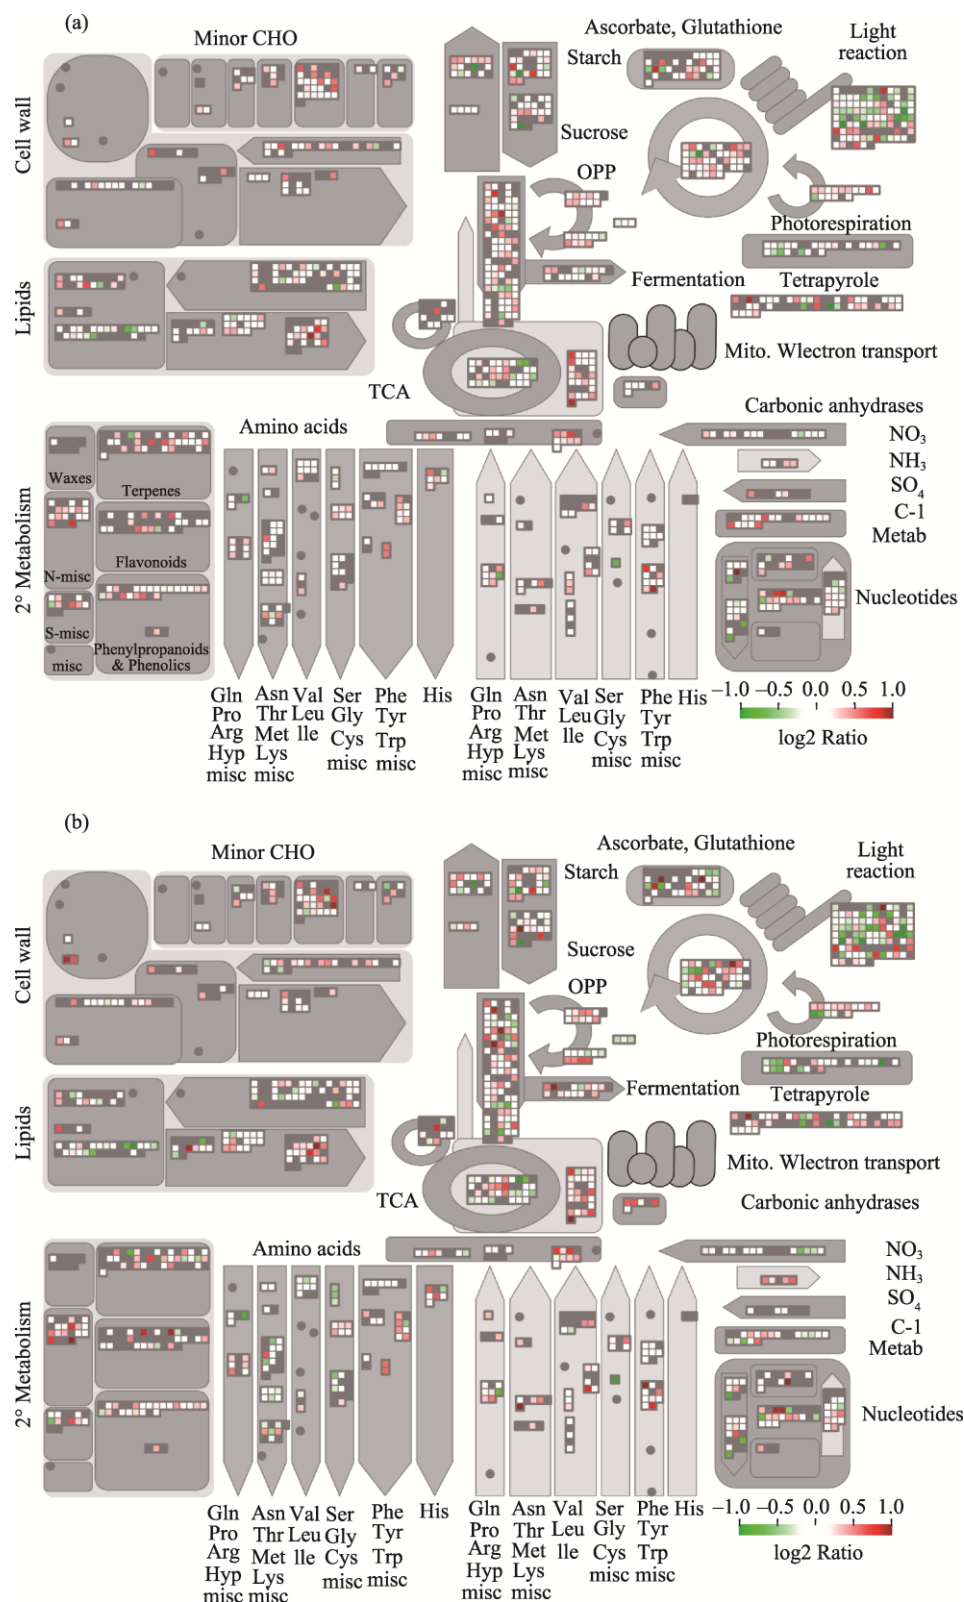 (a)
Minor CHO
Ascorbate, Glutathione
Light
reaction
Starch
Sucrose
Cell wall
OPP
Photorespiration
Tetrapyrole
Fermentation
Lipids
Mito. Wlectron transport
TCA
Carbonic anhydrases
Amino acids
NO3
NH3
SO4
C-1
Metab
Nucleotides
2° Metabolism
Waxes
Terpenes
N-misc
Flavonoids
S-misc
misc
Phenylpropanoids
& Phenolics
Gln
Pro
Arg
Hyp
misc
Asn
Thr
Met
Lys
misc
Val
Leu
lle
Ser
Gly
Cys
misc
Phe
Tyr
Trp
misc
His
Gln
Pro
Arg
Hyp
misc
Asn
Thr
Met
Lys
misc
Val
Leu
lle
Ser
Gly
Cys
misc
Phe
Tyr
Trp
misc
His
−1.0 −0.5 0.5 1.0
log2 Ratio
(b)
Minor CHO
Ascorbate, Glutathione
Light
reaction
Starch
Sucrose
Cell wall
OPP
Photorespiration
Tetrapyrole
Fermentation
Lipids
Mito. Wlectron transport
TCA
Carbonic anhydrases
Amino acids
NO3
NH3
SO4
C-1
Metab
Nucleotides
2° Metabolism
Gln
Pro
Arg
Hyp
misc
Asn
Thr
Met
Lys
misc
Val
Leu
lle
Ser
Gly
Cys
misc
Phe
Tyr
Trp
misc
His
Gln
Pro
Arg
Hyp
misc
Asn
Thr
Met
Lys
misc
Val
Leu
lle
Ser
Gly
Cys
misc
Phe
Tyr
Trp
misc
His
−1.0 −0.5 0.5 1.0
log2 Ratio